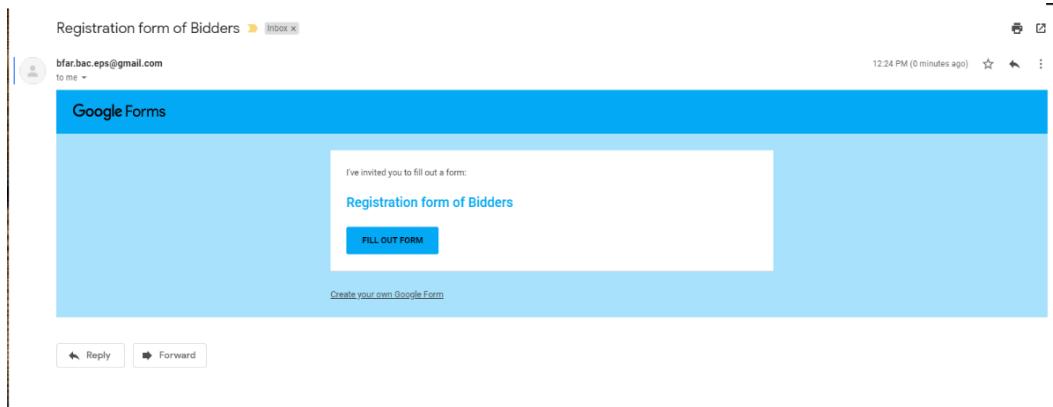 Registration form of Bidders Inbox x
bfar.bac.eps@gmail.com
12:24 PM (0 minutes ago)
to me
Google Forms
I've invited you to fill out a form:
Registration form of Bidders
FILL OUT FORM
Create your own Google Form
Reply Forward